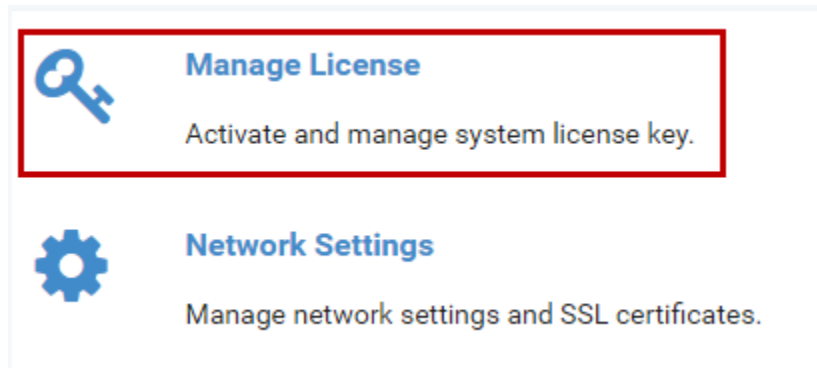 Manage License
Activate and manage system license key.
Network Settings
Manage network settings and SSL certificates.